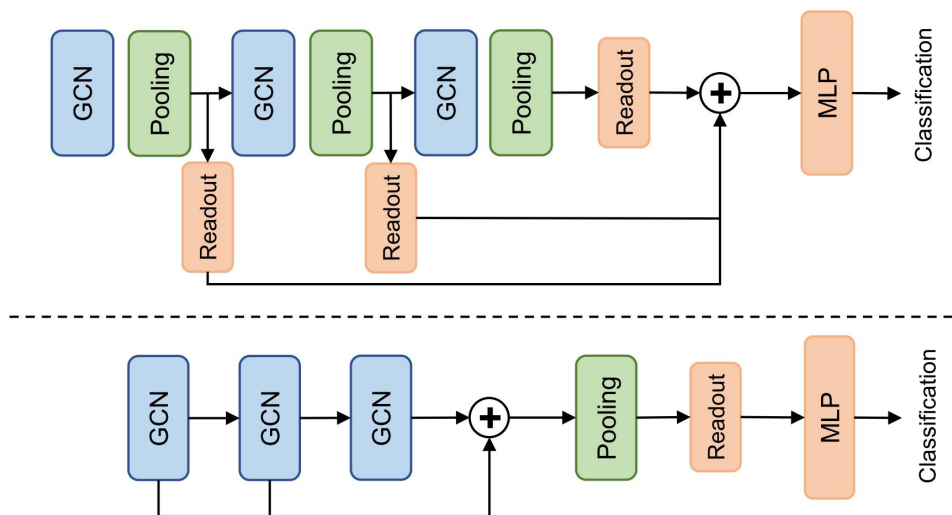 GCN
Pooling
GCN
Pooling
GCN
Pooling
Readout
+
MLP
Classification
Readout
Readout
GCN
GCN
GCN
+
Pooling
Readout
MLP
Classification